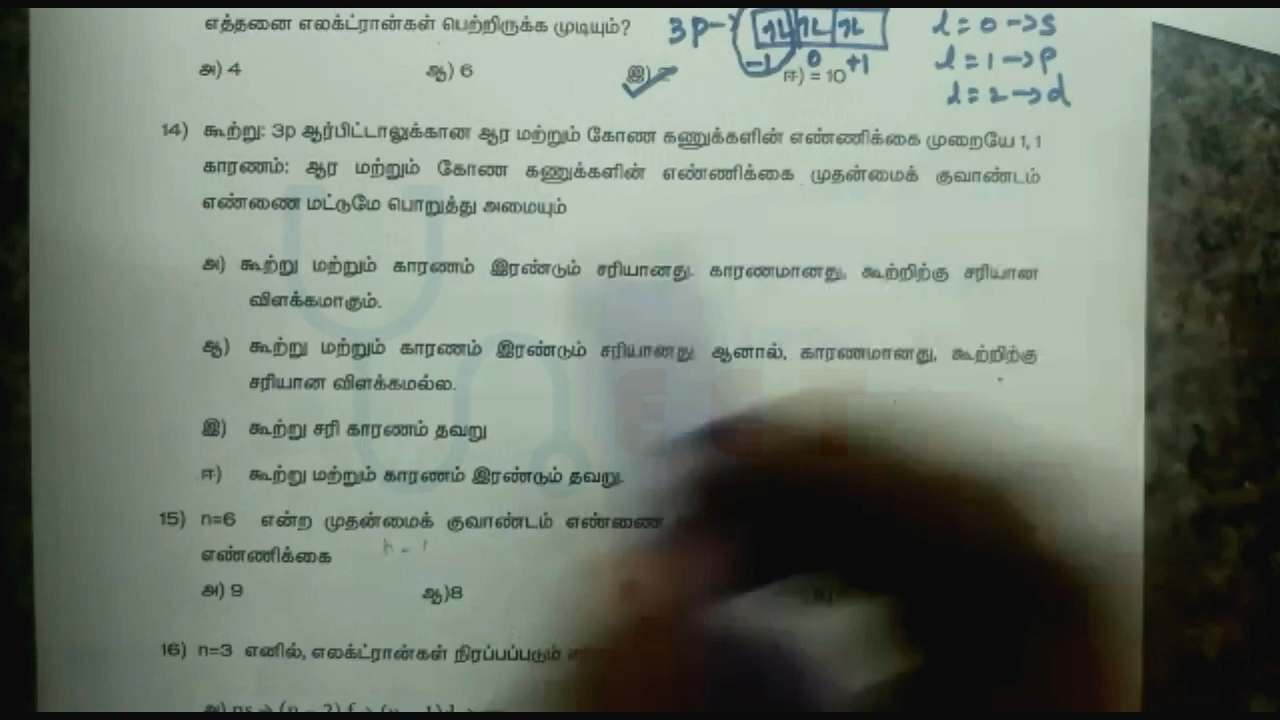 எத்தனை எலக்ட்ரான்கள் பெற்றிருக்க முடியும்?
3p
-1 0 +1
l = 0 → s
l = 1 → p
l = 2 → d
அ) 4 ஆ) 6 இ) ஈ) = 10
14) கூற்று: 3p ஆர்பிட்டாலுக்கான ஆர மற்றும் கோண கணுக்களின் எண்ணிக்கை முறையே 1, 1
காரணம்: ஆர மற்றும் கோண கணுக்களின் எண்ணிக்கை முதன்மைக் குவாண்டம்
எண்ணை மட்டுமே பொறுத்து அமையும்
அ) கூற்று மற்றும் காரணம் இரண்டும் சரியானது. காரணமானது, கூற்றிற்கு சரியான
விளக்கமாகும்.
ஆ) கூற்று மற்றும் காரணம் இரண்டும் சரியானது ஆனால், காரணமானது, கூற்றிற்கு
சரியான விளக்கமல்ல.
இ) கூற்று சரி காரணம் தவறு
ஈ) கூற்று மற்றும் காரணம் இரண்டும் தவறு.
15) n=6 என்ற முதன்மைக் குவாண்டம் எண்ணை
எண்ணிக்கை
அ) 9 ஆ)8
16) n=3 எனில், எலக்ட்ரான்கள் நிரப்பப்படும்